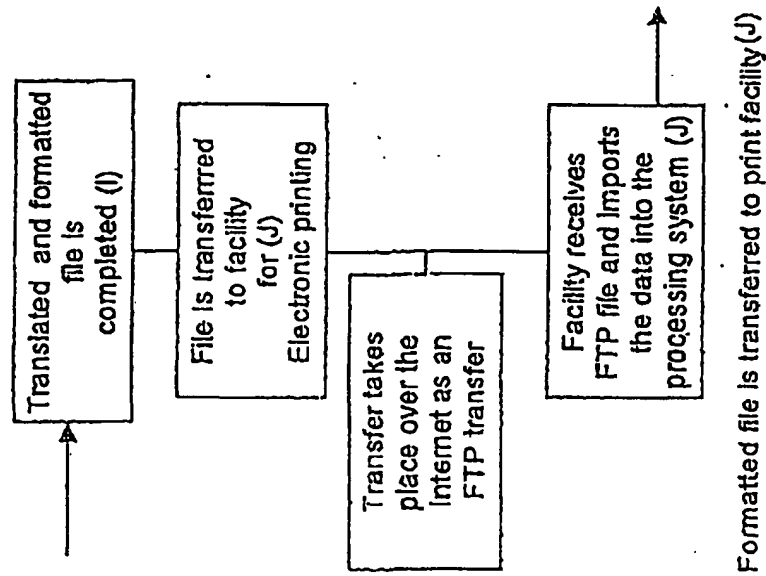 Translated and formatted
file is
completed (I)
File is transferrred
to facility
for (J)
Electronic printing
Transfer takes
place over the
Internet as an
FTP transfer
Facility receives
FTP file and imports
the data into the
processing system (J)
Formatted file is transferred to print facility (J)